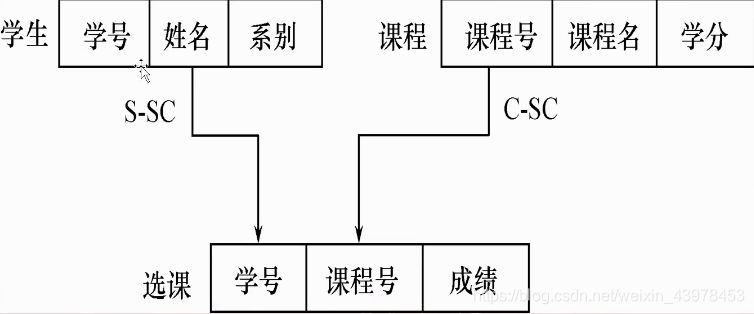 学生 学号 姓名 系别 课程 课程号 课程名 学分
S-SC C-SC
选课 学号 课程号 成绩
https://blog.csdn.net/weixin_43978453